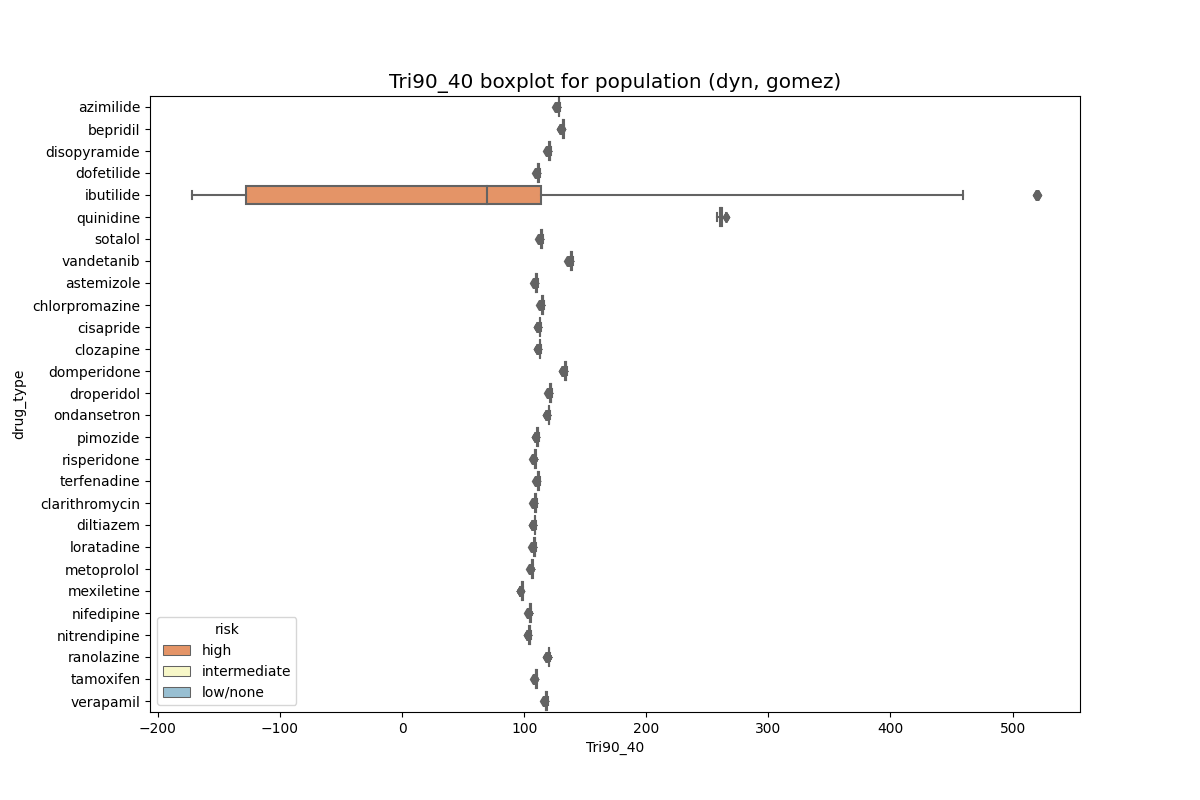 Tri90_40 boxplot for population (dyn, gomez)
azimilide
bepridil
disopyramide
dofetilide
ibutilide
quinidine
sotalol
vandetanib
astemizole
chlorpromazine
cisapride
clozapine
domperidone
droperidol
ondansetron
pimozide
risperidone
terfenadine
clarithromycin
diltiazem
loratadine
metoprolol
mexiletine
nifedipine
nitrendipine
ranolazine
tamoxifen
verapamil
drug_type
risk
high
intermediate
low/none
−200 −100 0 100 200 300 400 500
Tri90_40